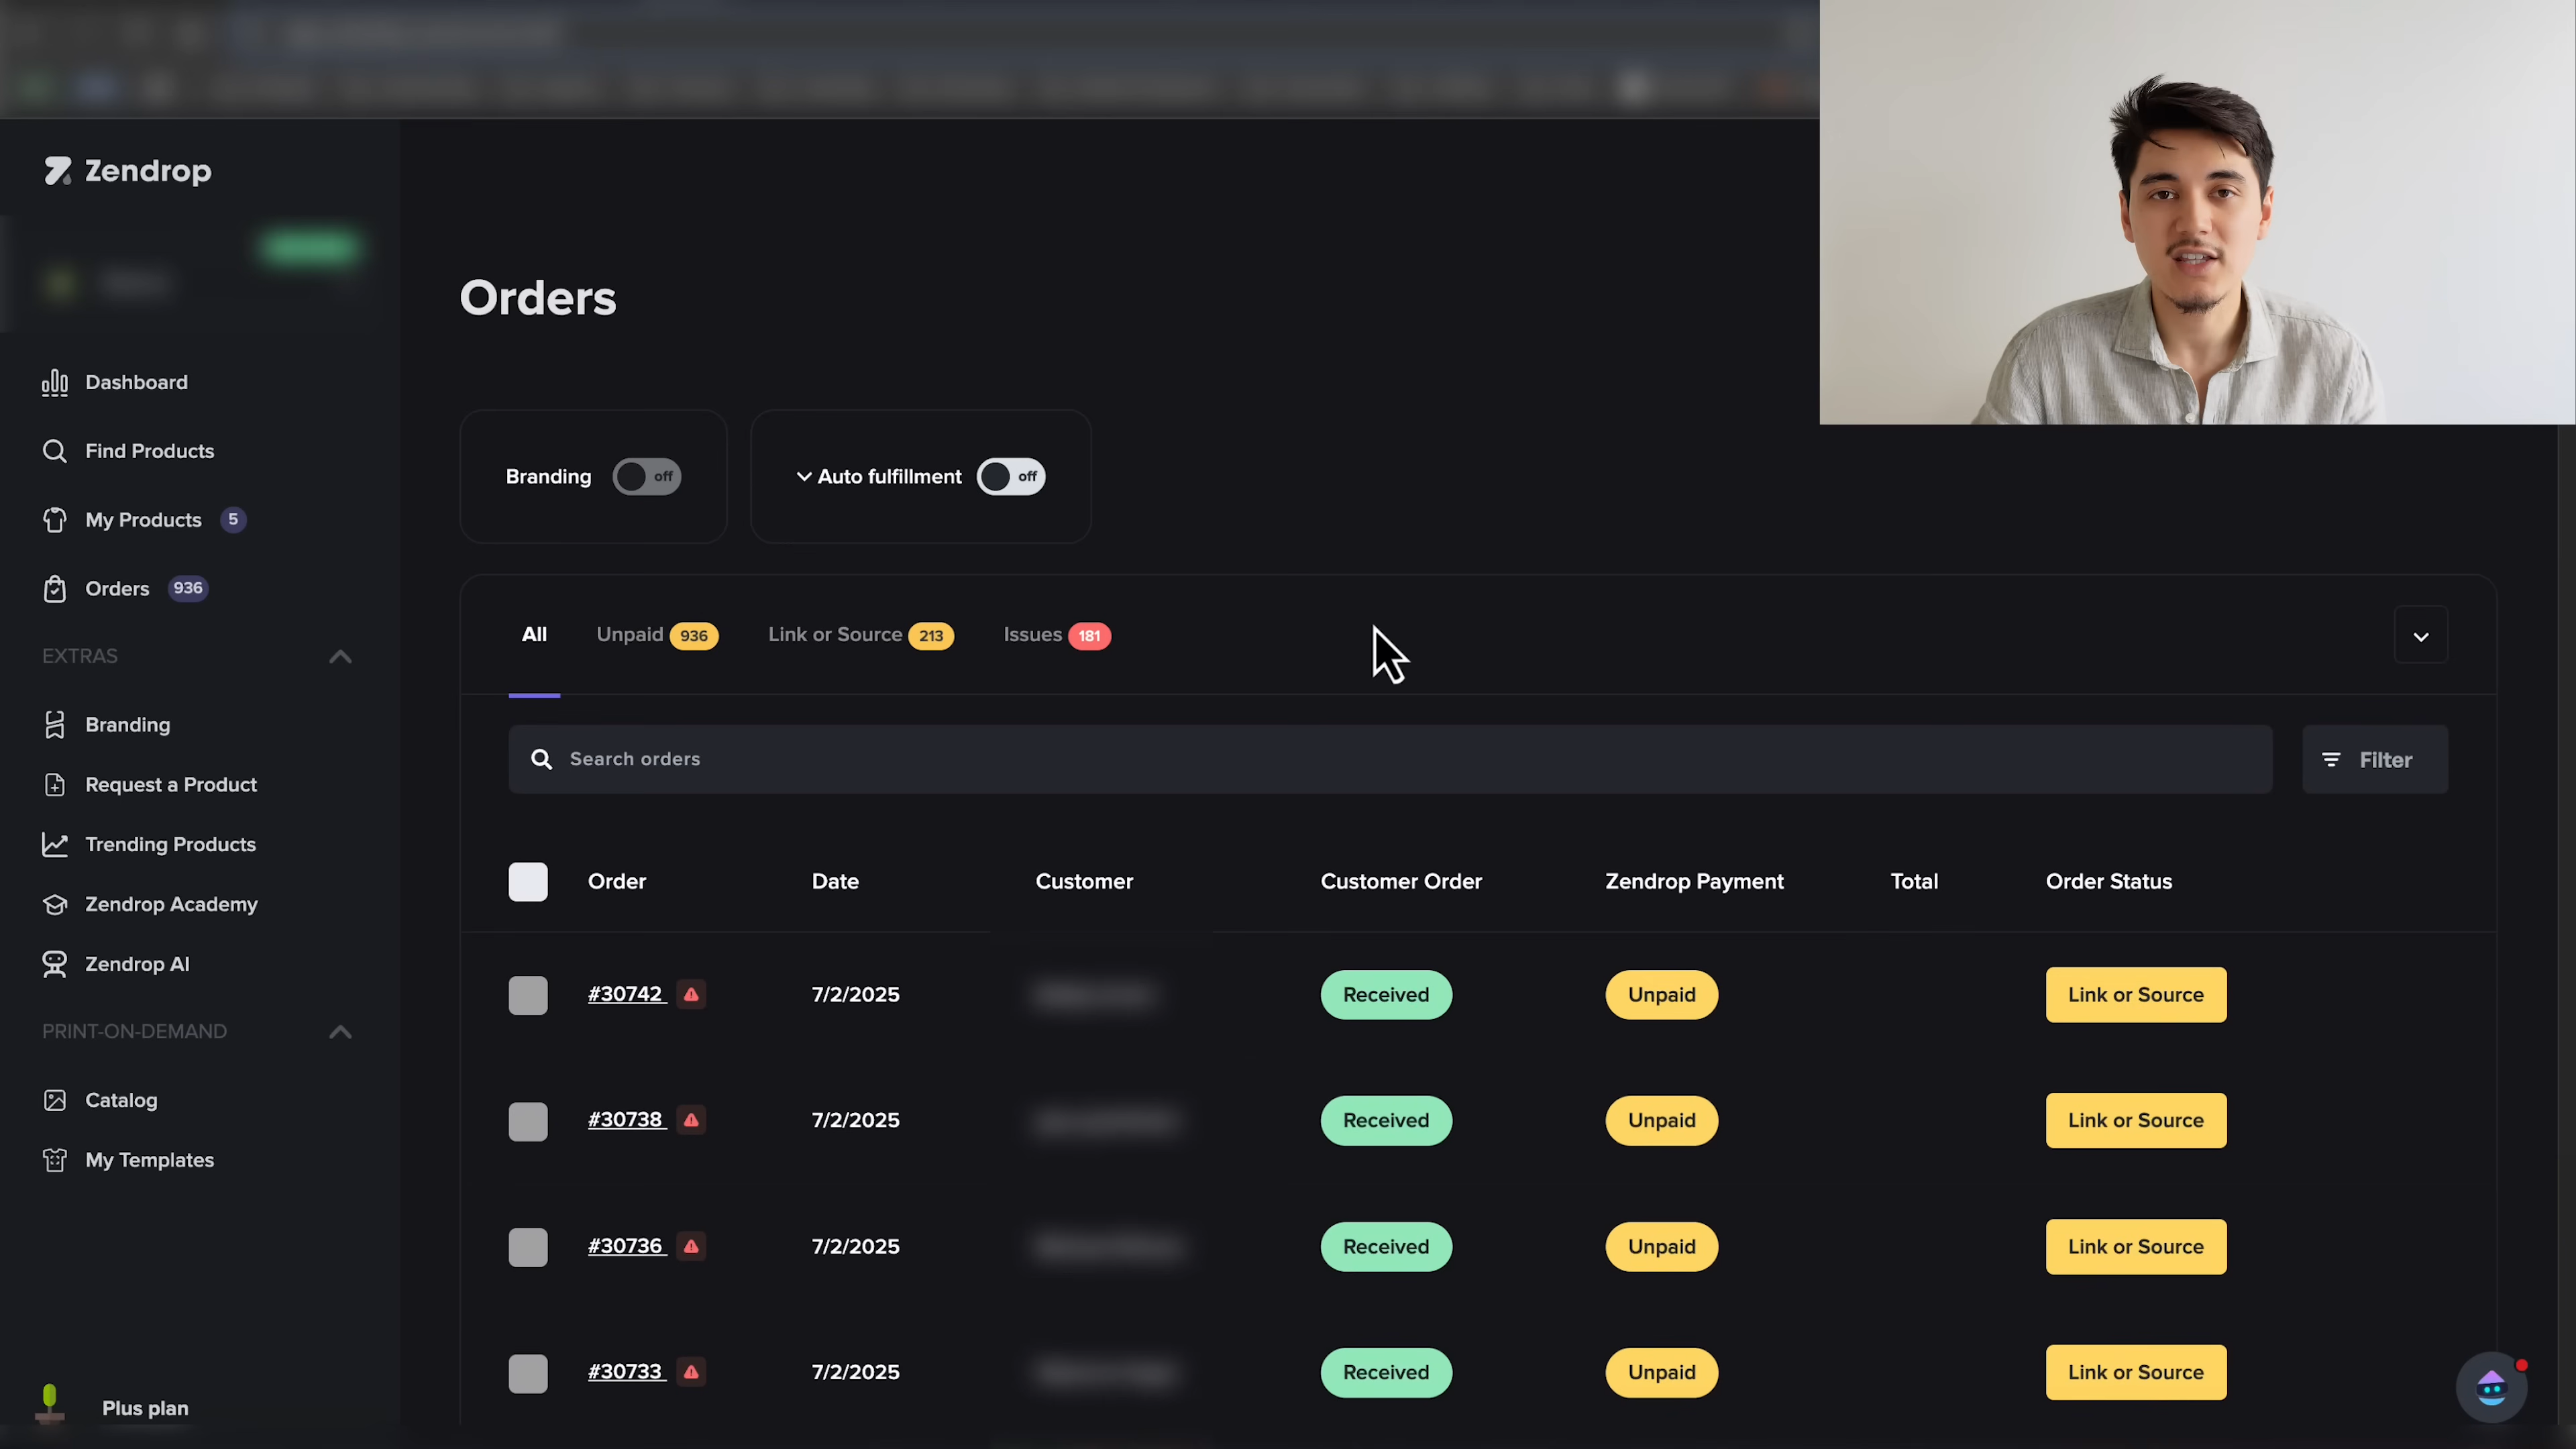 Zendrop
Dashboard
Find Products
My Products 5
Orders 936
EXTRAS
Branding
Request a Product
Trending Products
Zendrop Academy
Zendrop AI
PRINT-ON-DEMAND
Catalog
My Templates
Plus plan
Orders
Branding off
Auto fulfillment off
All Unpaid 936 Link or Source 213 Issues 181
Search orders
Filter
Order Date Customer Customer Order Zendrop Payment Total Order Status
#30742 7/2/2025 Received Unpaid Link or Source
#30738 7/2/2025 Received Unpaid Link or Source
#30736 7/2/2025 Received Unpaid Link or Source
#30733 7/2/2025 Received Unpaid Link or Source